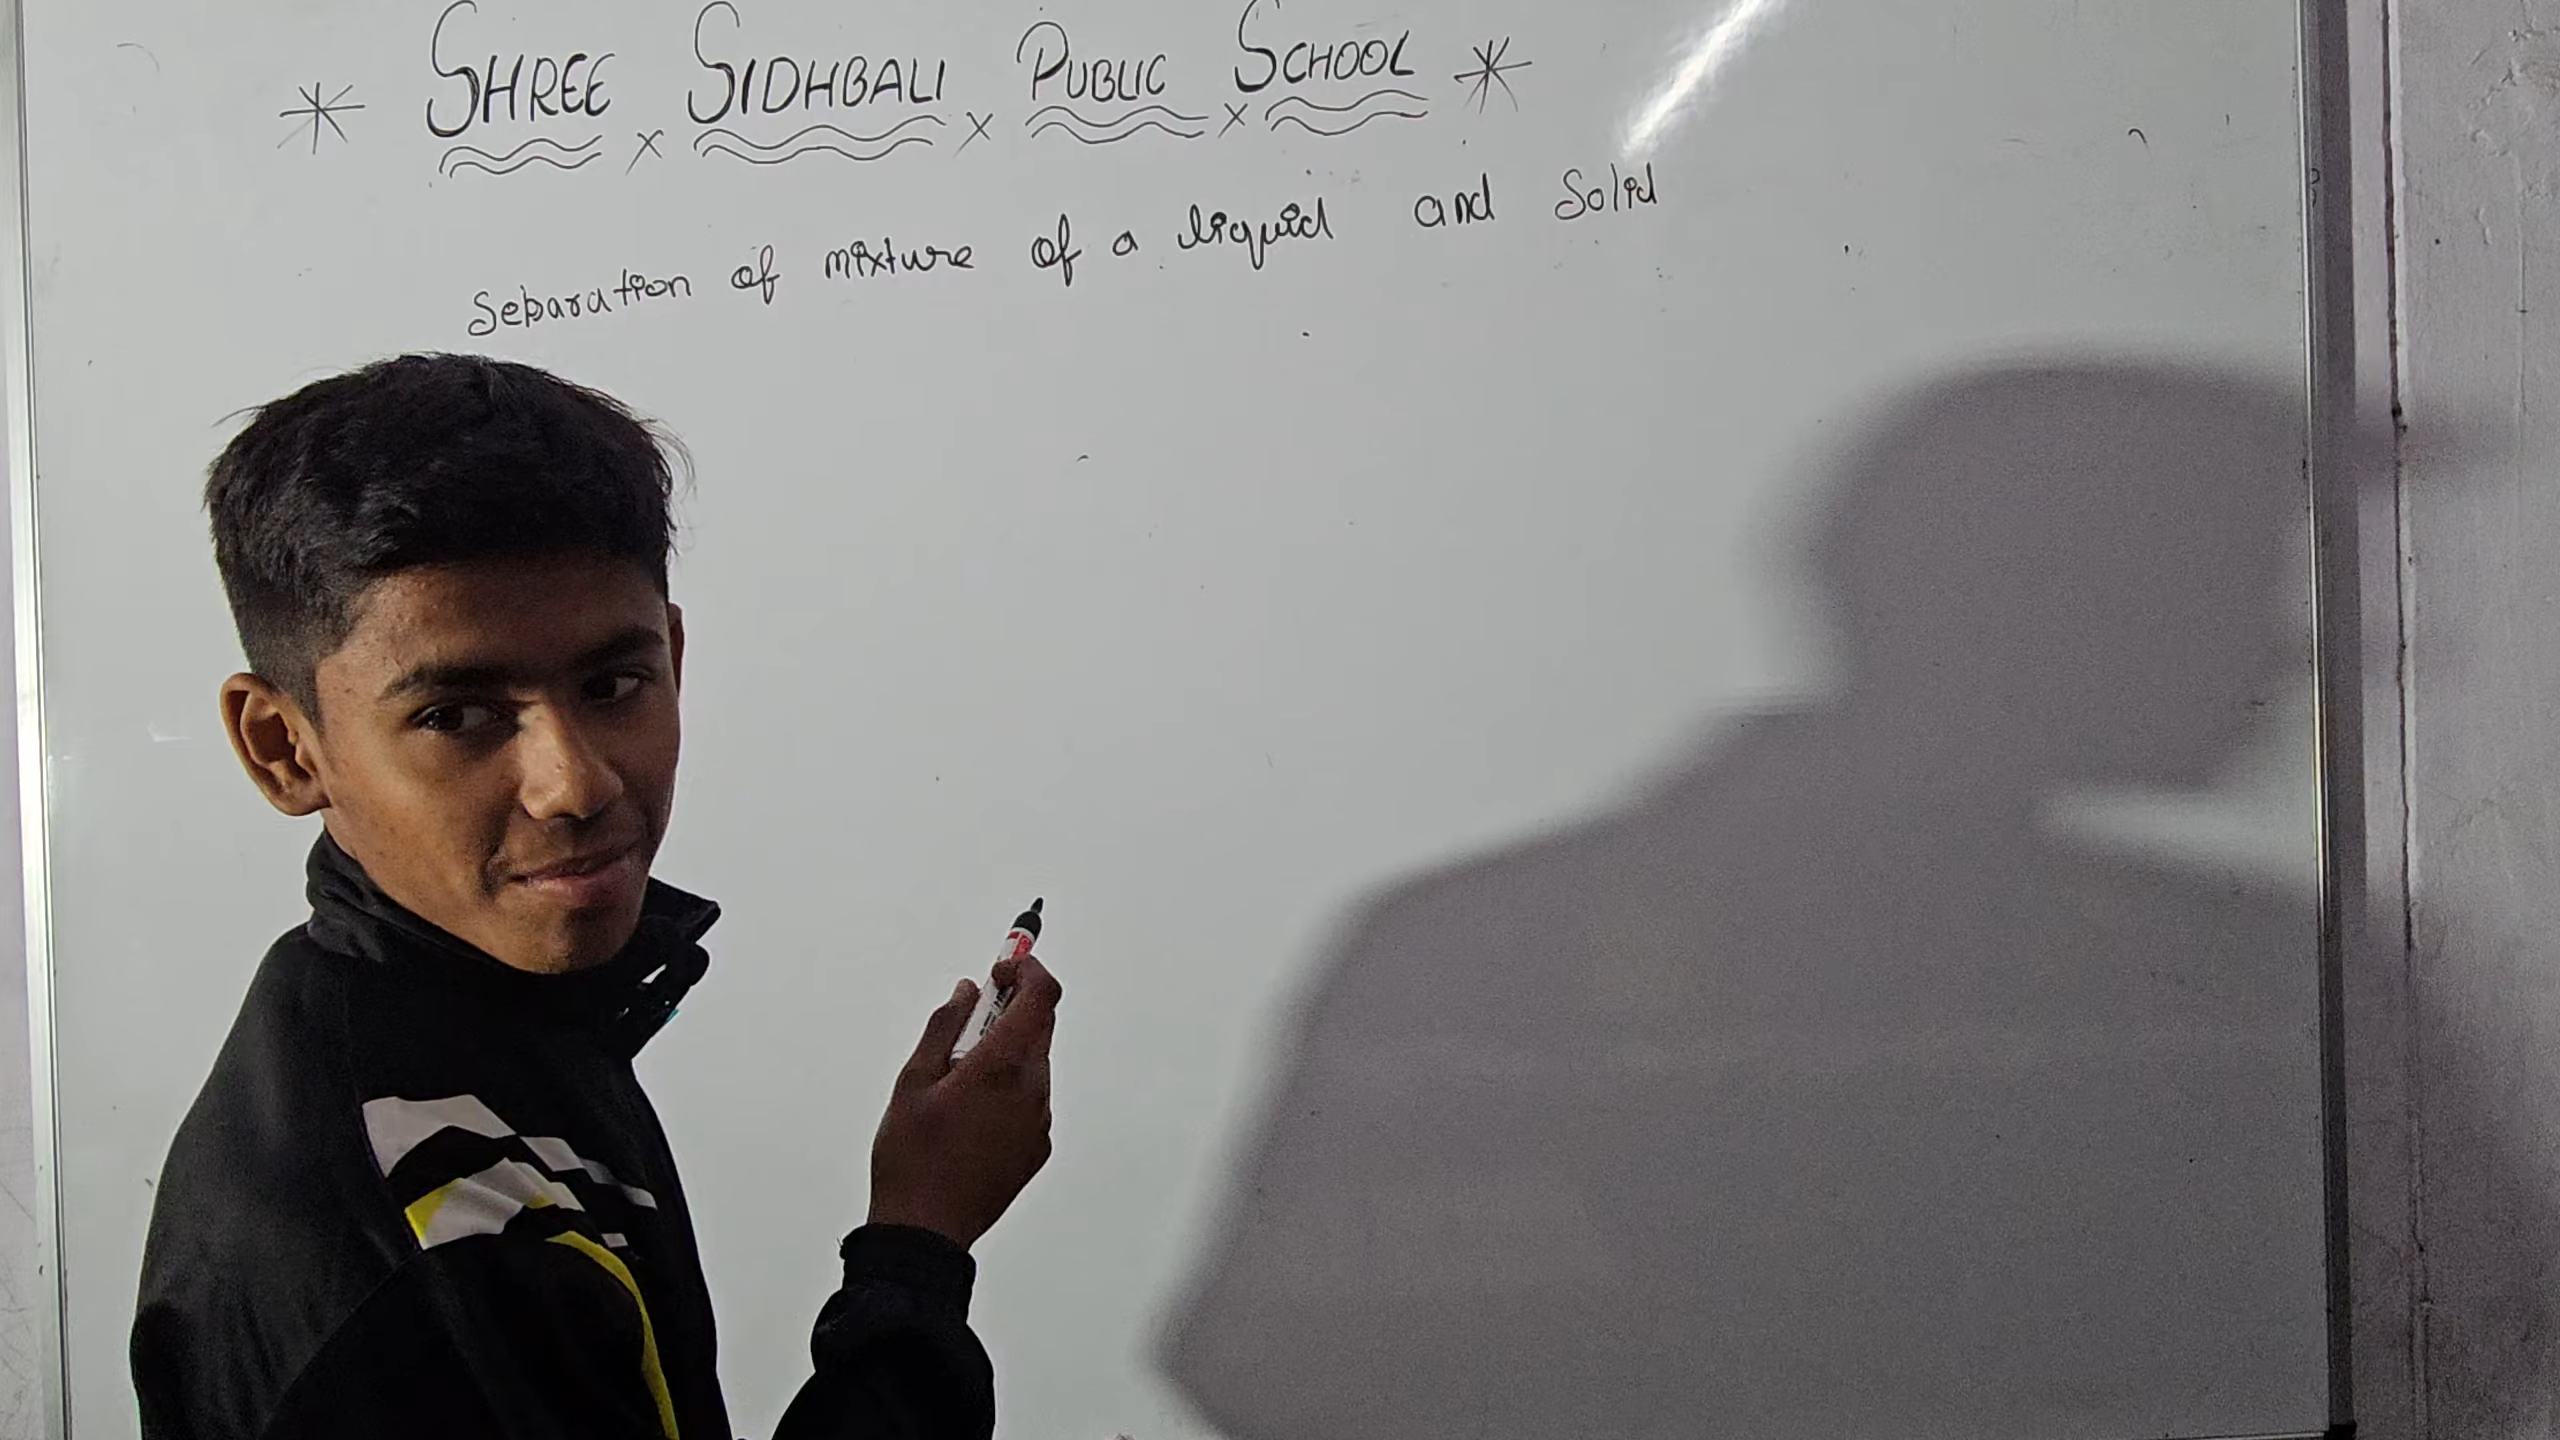 * SHREE SIDHBALI PUBLIC SCHOOL *
Separation of mixture of a liquid and Solid